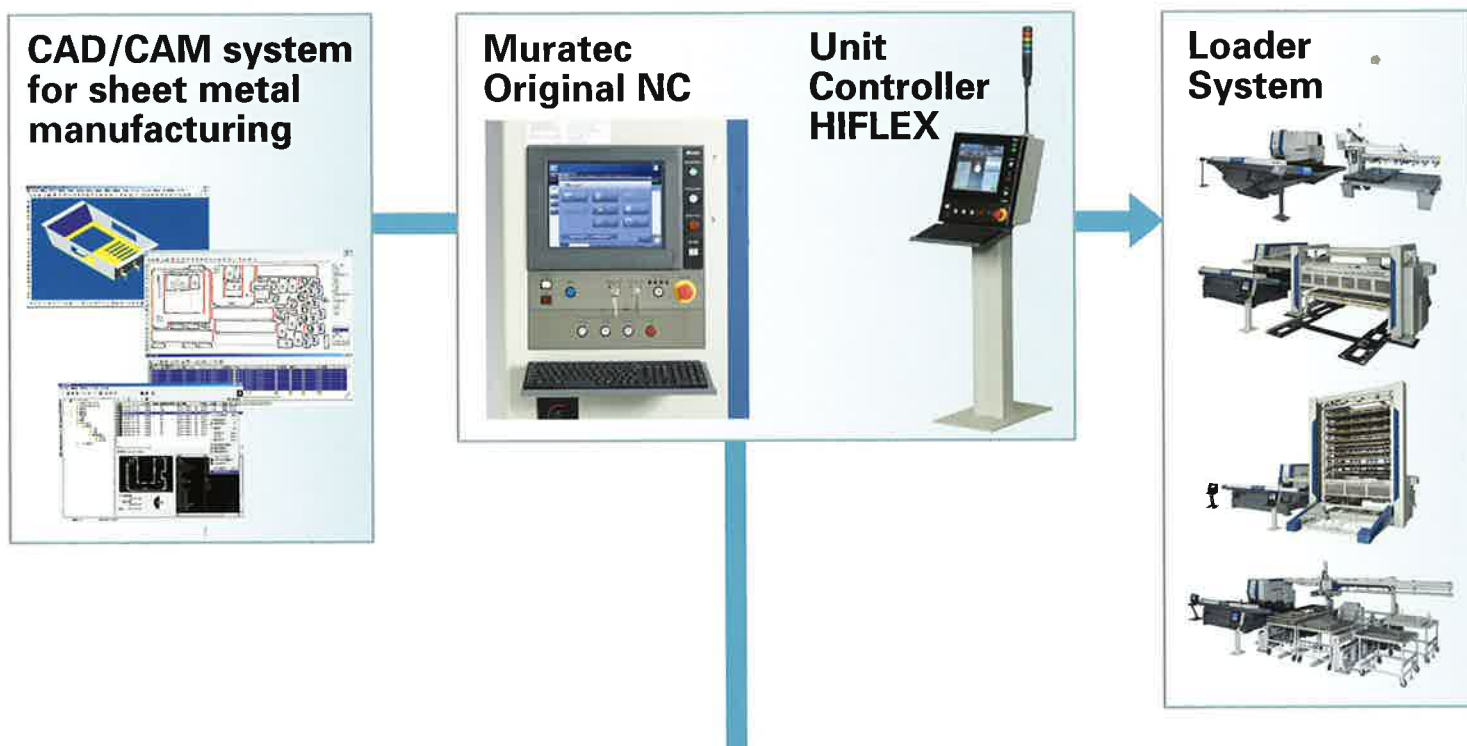 CAD/CAM system
for sheet metal
manufacturing
Muratec
Original NC
Unit
Controller
HIFLEX
Loader
System